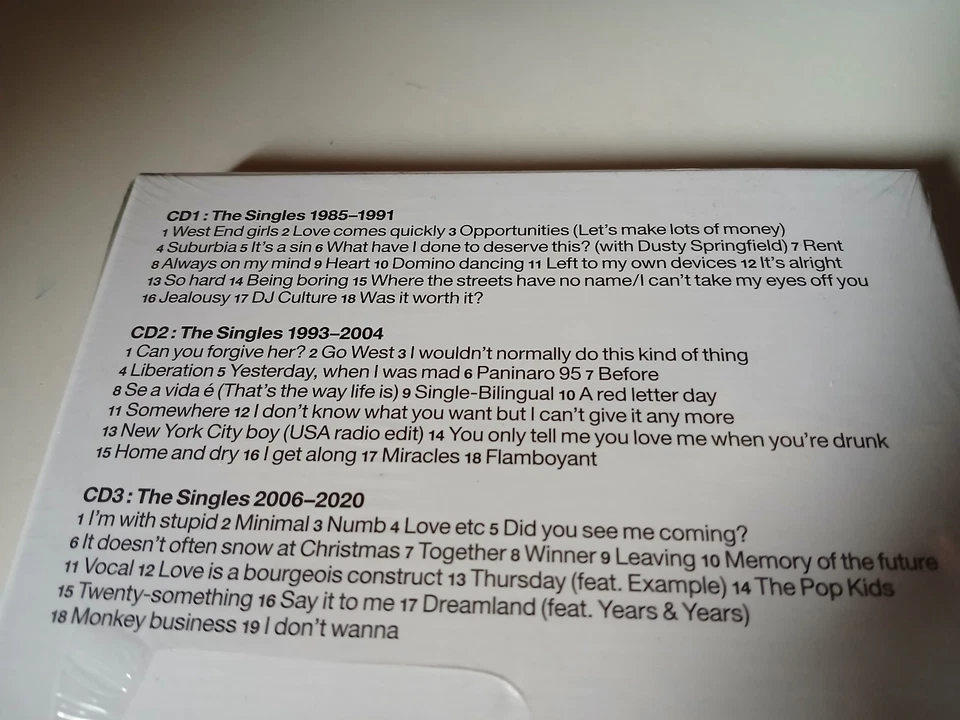 CD1: The Singles 1985–1991
1 West End girls 2 Love comes quickly 3 Opportunities (Let's make lots of money)
4 Suburbia 5 It's a sin 6 What have I done to deserve this? (with Dusty Springfield) 7 Rent
8 Always on my mind 9 Heart 10 Domino dancing 11 Left to my own devices 12 It's alright
13 So hard 14 Being boring 15 Where the streets have no name/I can't take my eyes off you
16 Jealousy 17 DJ Culture 18 Was it worth it?
CD2: The Singles 1993–2004
1 Can you forgive her? 2 Go West 3 I wouldn't normally do this kind of thing
4 Liberation 5 Yesterday, when I was mad 6 Paninaro 95 7 Before
8 Se a vida é (That's the way life is) 9 Single-Bilingual 10 A red letter day
11 Somewhere 12 I don't know what you want but I can't give it any more
13 New York City boy (USA radio edit) 14 You only tell me you love me when you're drunk
15 Home and dry 16 I get along 17 Miracles 18 Flamboyant
CD3: The Singles 2006–2020
1 I'm with stupid 2 Minimal 3 Numb 4 Love etc 5 Did you see me coming?
6 It doesn't often snow at Christmas 7 Together 8 Winner 9 Leaving 10 Memory of the future
11 Vocal 12 Love is a bourgeois construct 13 Thursday (feat. Example) 14 The Pop Kids
15 Twenty-something 16 Say it to me 17 Dreamland (feat. Years & Years)
18 Monkey business 19 I don't wanna